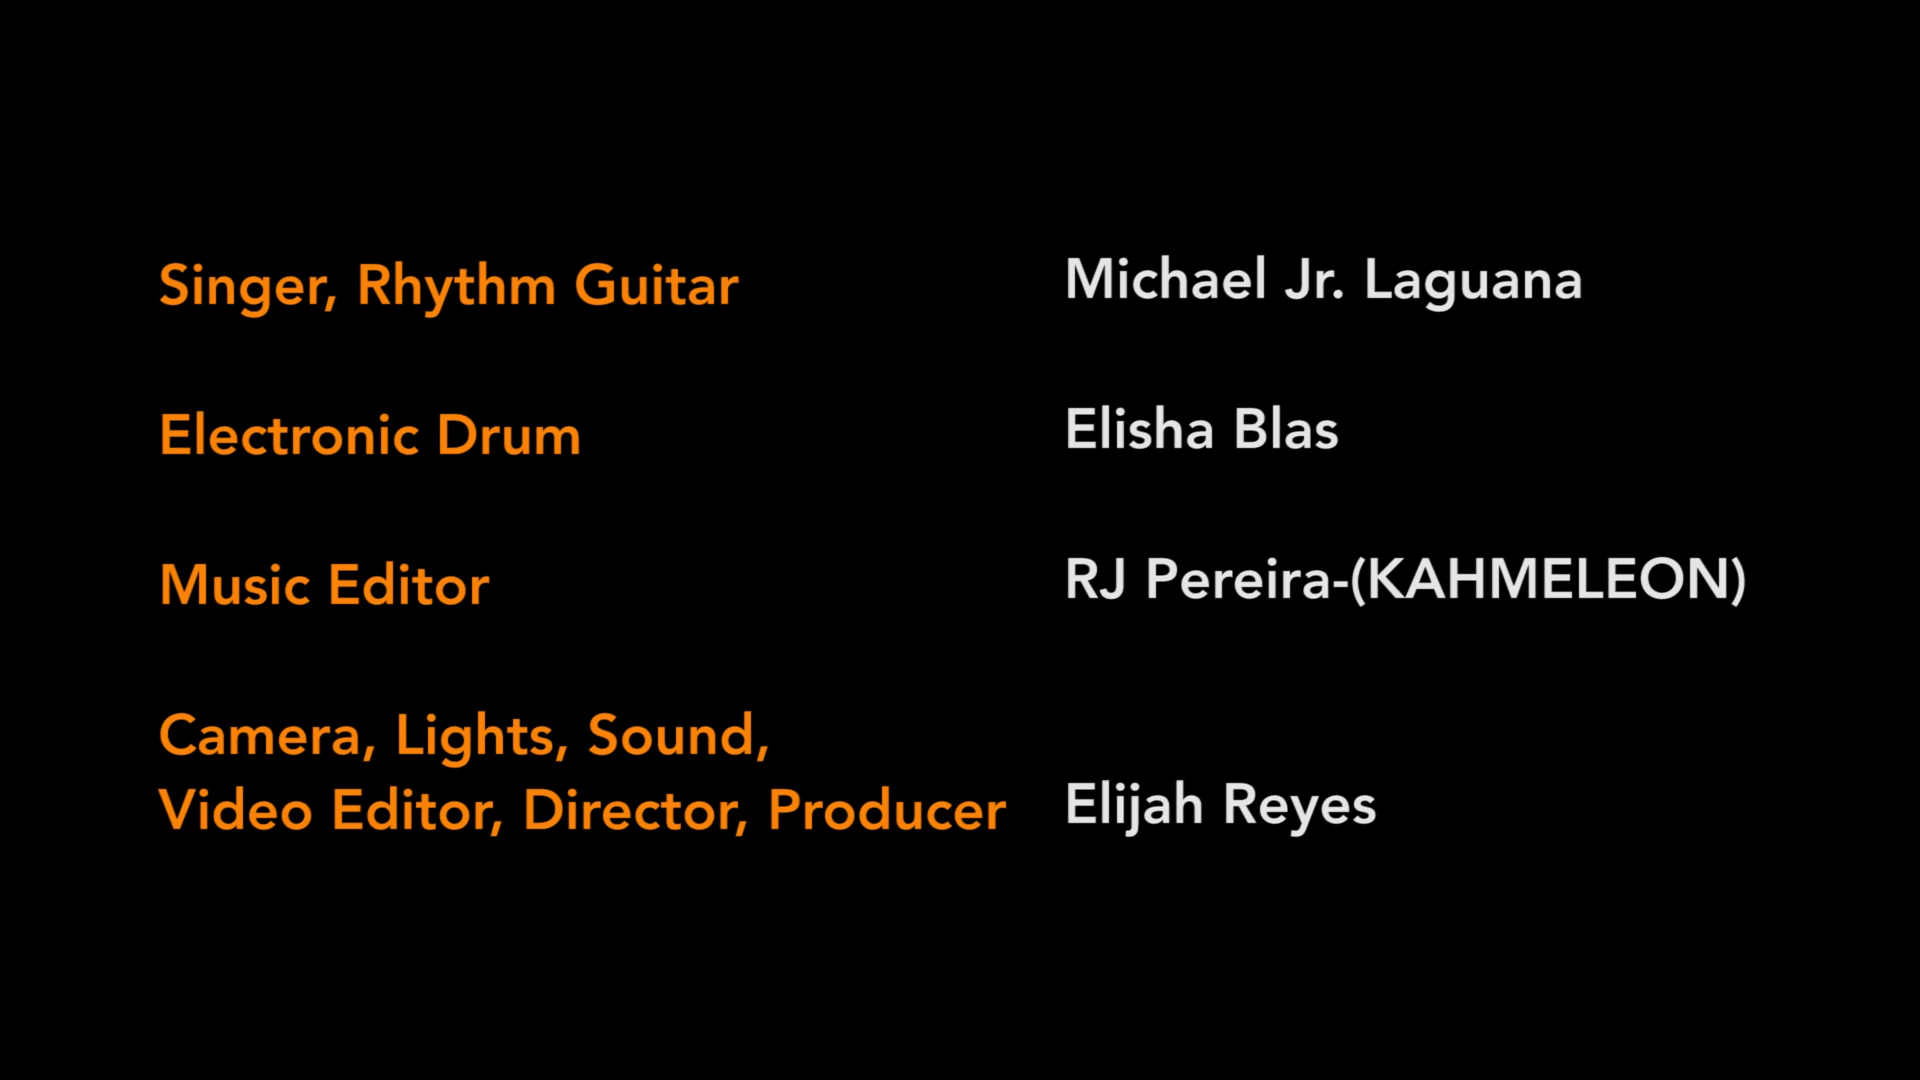 Singer, Rhythm Guitar Michael Jr. Laguana
Electronic Drum Elisha Blas
Music Editor RJ Pereira-(KAHMELEON)
Camera, Lights, Sound,
Video Editor, Director, Producer Elijah Reyes